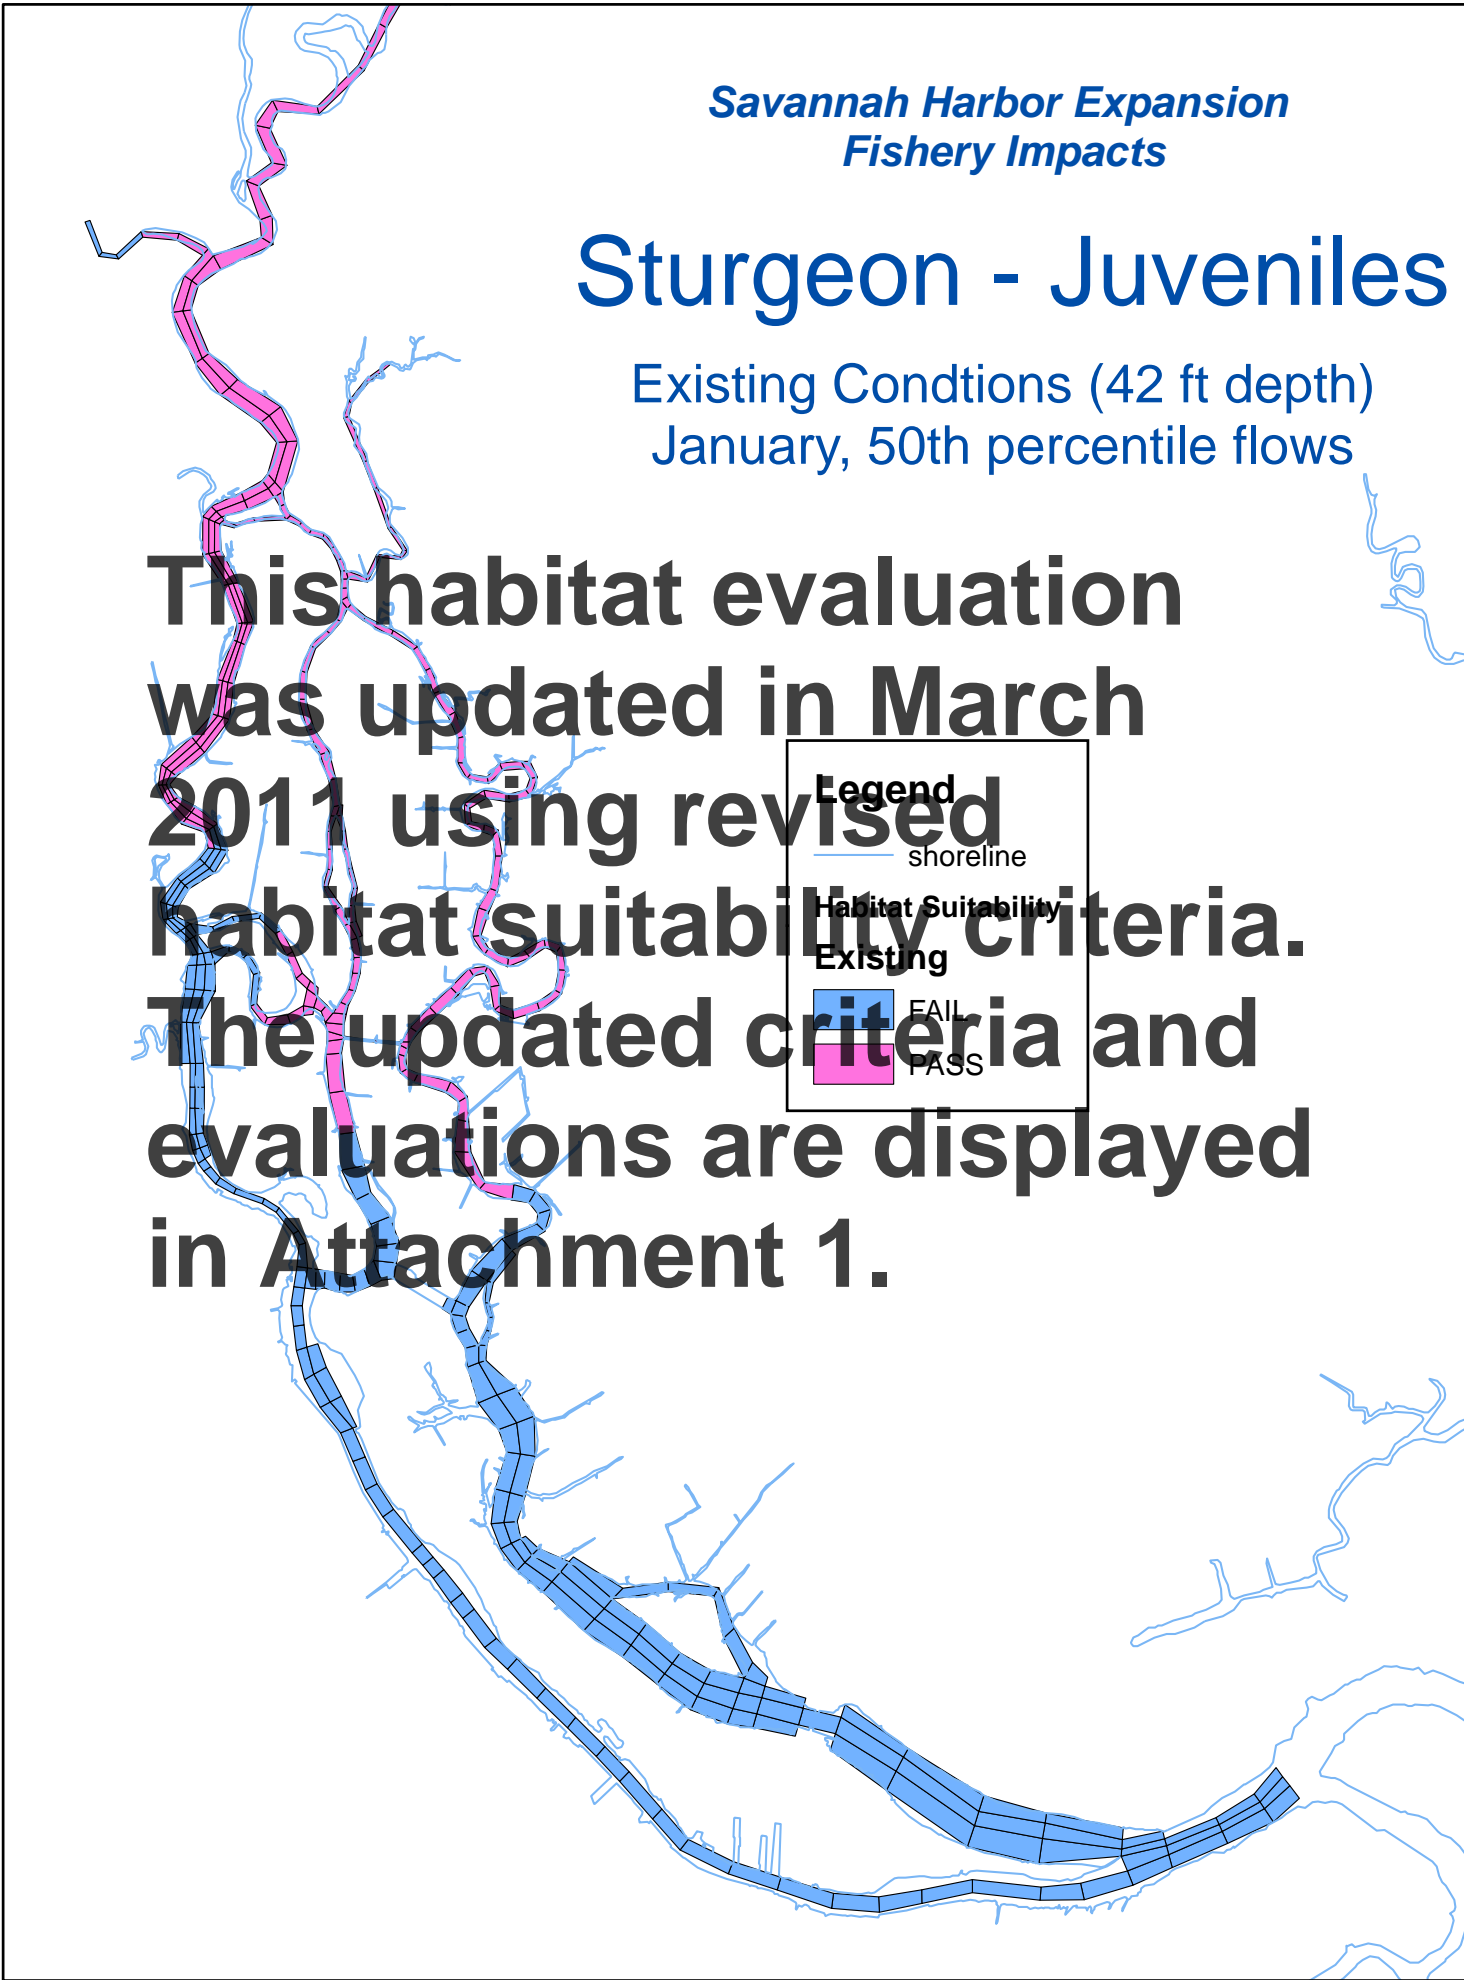 Savannah Harbor Expansion
Fishery Impacts
Sturgeon - Juveniles
Existing Condtions (42 ft depth)
January, 50th percentile flows
This habitat evaluation
was updated in March
2011 using revised
habitat suitability criteria.
The updated criteria and
evaluations are displayed
in Attachment 1.
Legend
shoreline
Habitat Suitability
Existing
FAIL
PASS